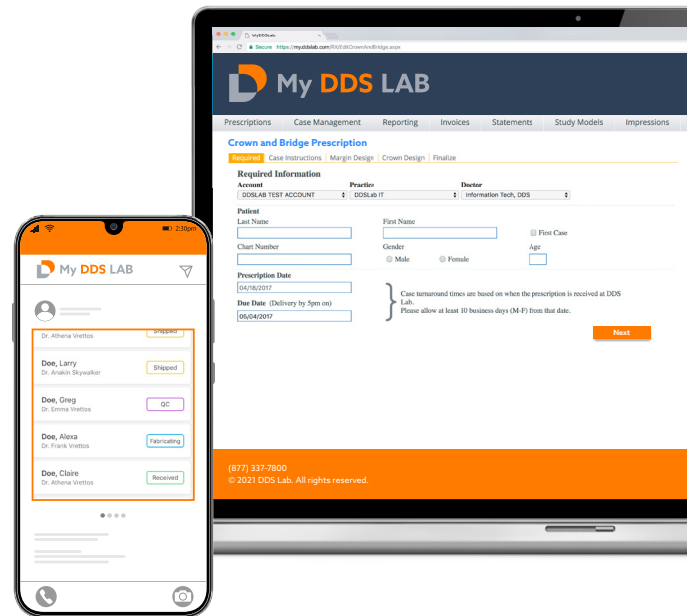 MyDDSLab
Secure https://my.ddslab.com/RX/EditCrownAndBridge.aspx
My DDS LAB
Prescriptions Case Management Reporting Invoices Statements Study Models Impressions
Crown and Bridge Prescription
Required Case Instructions Margin Design Crown Design Finalize
Required Information
Account Practice Doctor
DDSLAB TEST ACCOUNT DDSLab IT Information Tech, DDS
Patient
Last Name First Name
First Case
Chart Number Gender Age
Male Female
Prescription Date
04/18/2017
Due Date (Delivery by 5pm on)
05/04/2017
Case turnaround times are based on when the prescription is received at DDS
Lab.
Please allow at least 10 business days (M-F) from that date.
Next
(877) 337-7800
© 2021 DDS Lab. All rights reserved.
2:30pm
My DDS LAB
Shipped
Dr. Athena Vrettos
Doe, Larry
Dr. Anakin Skywalker
Shipped
Doe, Greg
Dr. Emma Vrettos
QC
Doe, Alexa
Dr. Frank Vrettos
Fabricating
Doe, Claire
Dr. Athena Vrettos
Received